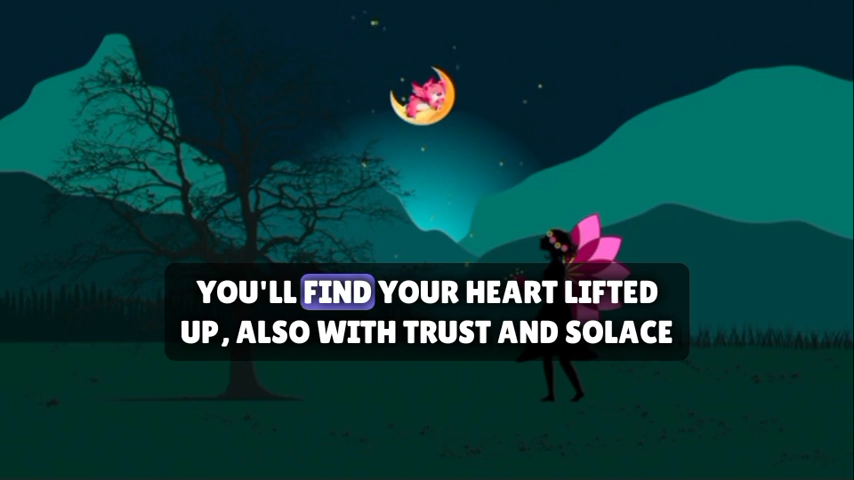 YOU'LL FIND YOUR HEART LIFTED
UP, ALSO WITH TRUST AND SOLACE